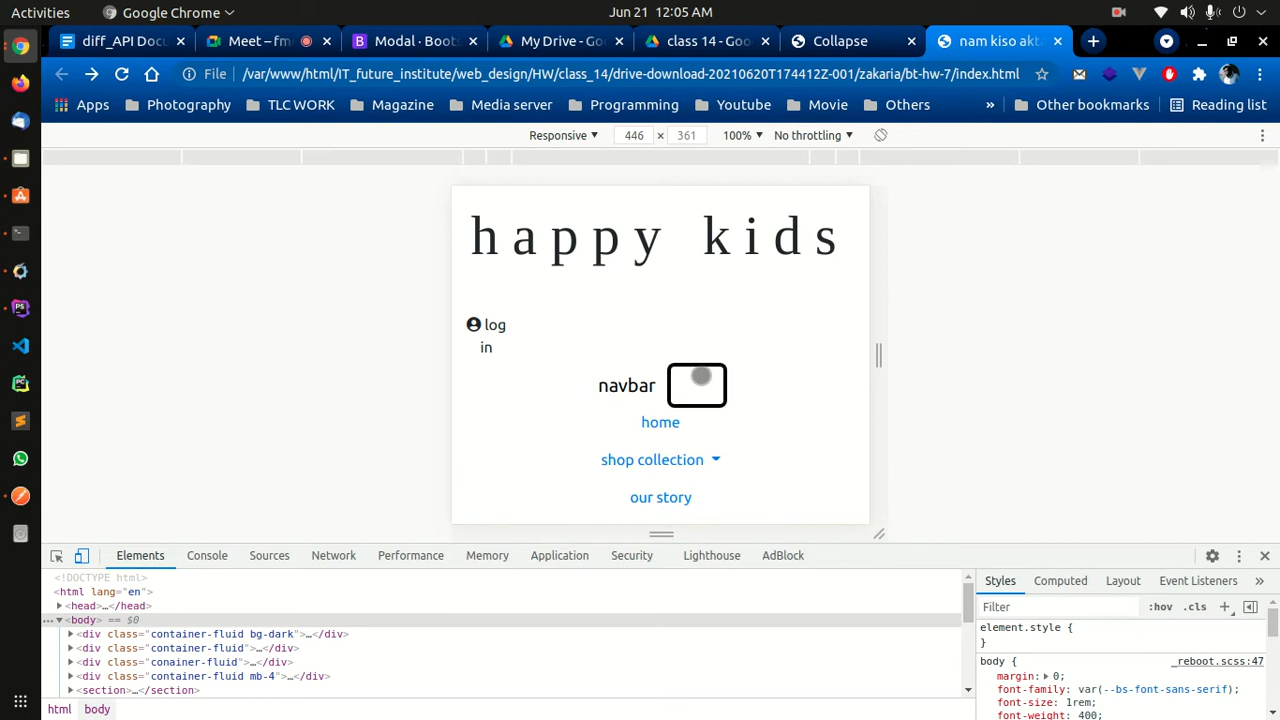 Activities Google Chrome Jun 21 12:05 AM
diff_API Docu Meet – fm Modal · Boots My Drive - Go class 14 - Goo Collapse nam kiso akta
File /var/www/html/IT_future_institute/web_design/HW/class_14/drive-download-20210620T174412Z-001/zakaria/bt-hw-7/index.html
Apps Photography TLC WORK Magazine Media server Programming Youtube Movie Others » Other bookmarks Reading list
Responsive 446 × 361 100% No throttling
happy kids
log
in
navbar
home
shop collection
our story
Elements Console Sources Network Performance Memory Application Security Lighthouse AdBlock
<!DOCTYPE html>
<html lang="en">
<head>…</head>
<body> == $0
<div class="container-fluid bg-dark">…</div>
<div class="container-fluid">…</div>
<div class="conainer-fluid">…</div>
<div class="container-fluid mb-4">…</div>
<section>…</section>
html body
Styles Computed Layout Event Listeners »
Filter :hov .cls
element.style {
}
body { _reboot.scss:47
margin: 0;
font-family: var(--bs-font-sans-serif);
font-size: 1rem;
font-weight: 400;